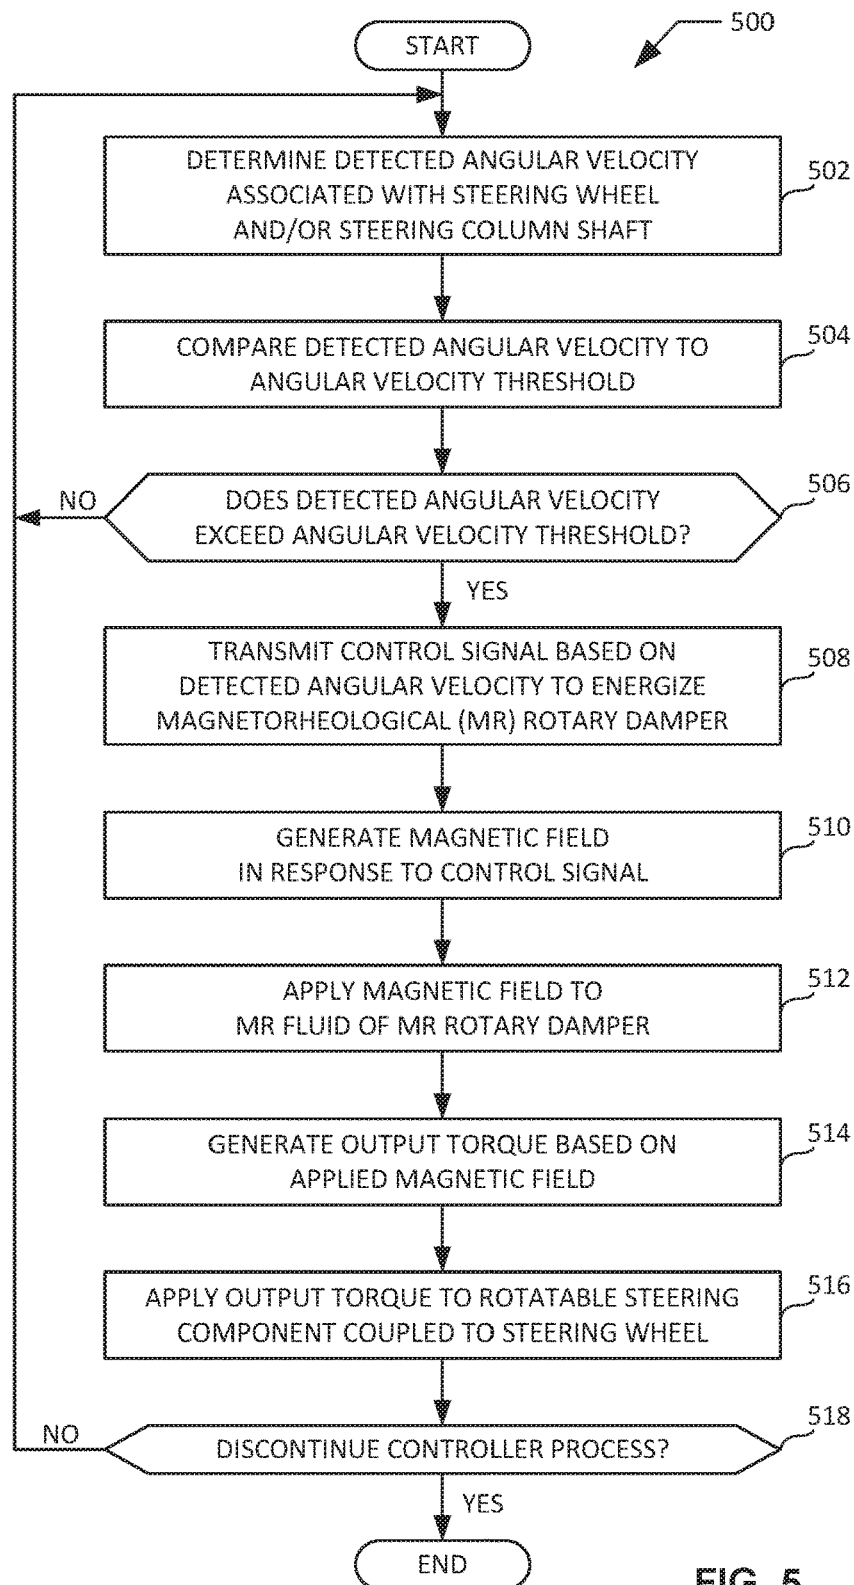 START
500
DETERMINE DETECTED ANGULAR VELOCITY
ASSOCIATED WITH STEERING WHEEL
AND/OR STEERING COLUMN SHAFT
502
COMPARE DETECTED ANGULAR VELOCITY TO
ANGULAR VELOCITY THRESHOLD
504
DOES DETECTED ANGULAR VELOCITY
EXCEED ANGULAR VELOCITY THRESHOLD?
506
NO
YES
TRANSMIT CONTROL SIGNAL BASED ON
DETECTED ANGULAR VELOCITY TO ENERGIZE
MAGNETORHEOLOGICAL (MR) ROTARY DAMPER
508
GENERATE MAGNETIC FIELD
IN RESPONSE TO CONTROL SIGNAL
510
APPLY MAGNETIC FIELD TO
MR FLUID OF MR ROTARY DAMPER
512
GENERATE OUTPUT TORQUE BASED ON
APPLIED MAGNETIC FIELD
514
APPLY OUTPUT TORQUE TO ROTATABLE STEERING
COMPONENT COUPLED TO STEERING WHEEL
516
DISCONTINUE CONTROLLER PROCESS?
518
NO
YES
END
FIG. 5